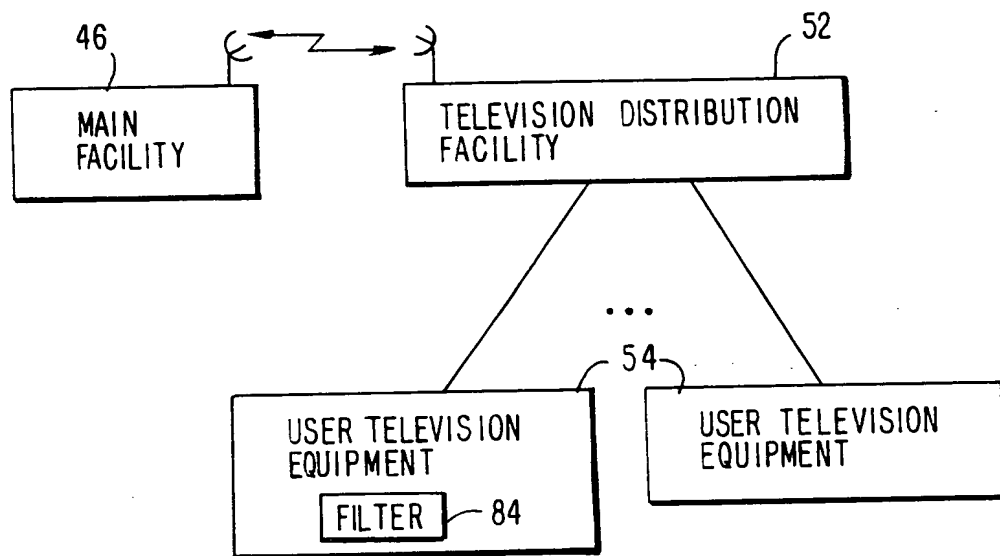 46
52
MAIN
FACILITY
TELEVISION DISTRIBUTION
FACILITY
...
54
USER TELEVISION
EQUIPMENT
FILTER
84
USER TELEVISION
EQUIPMENT